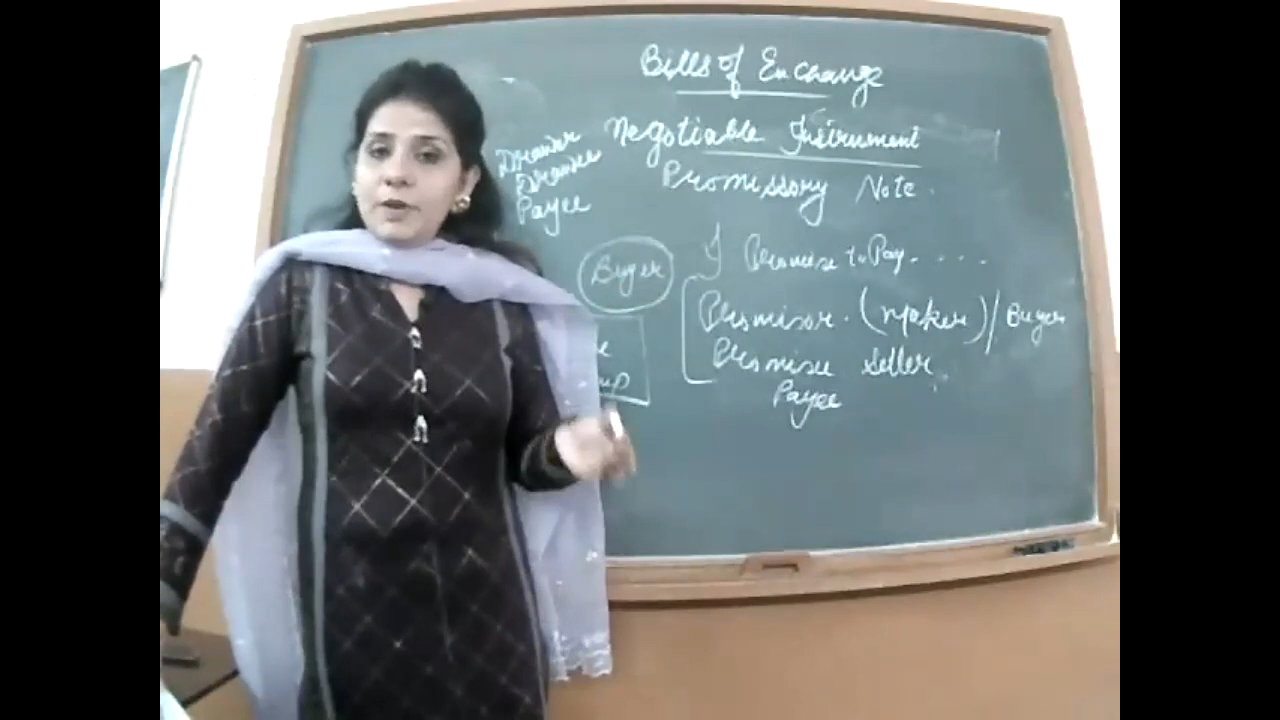 Bills of Exchange
Negotiable Instrument
Promissory Note.
Drawer
Drawee
Payee
Buyer
I Promise to Pay....
Promisor. (Maker) / Buyer
Promisee Seller
Payee